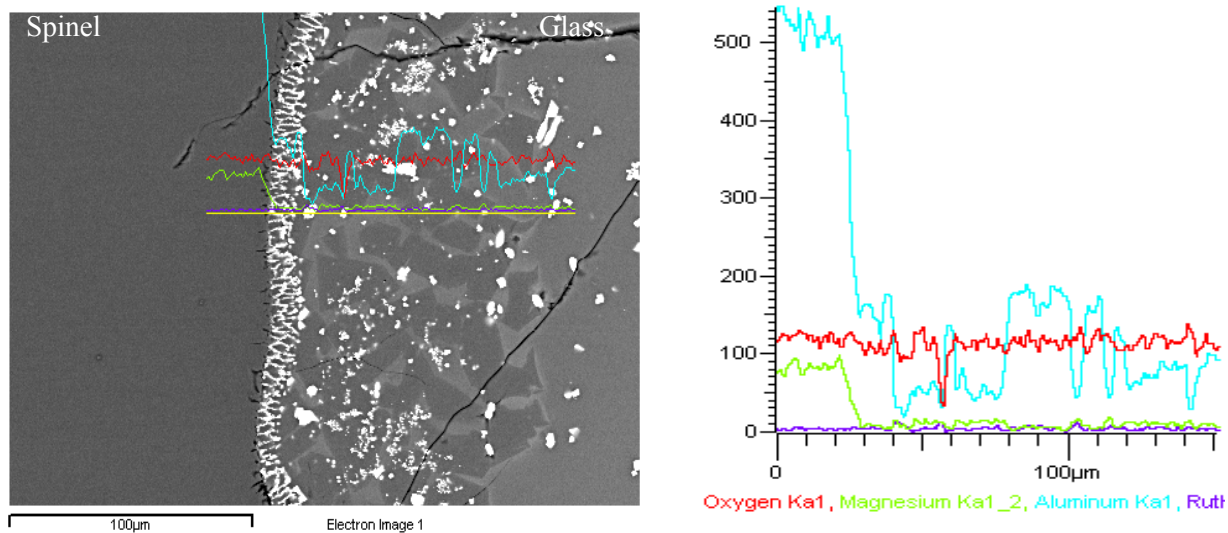 Spinel
Glass
100µm
Electron Image 1
500
400
300
200
100
0
0
100µm
Oxygen Ka1, Magnesium Ka1_2, Aluminum Ka1, Ruth